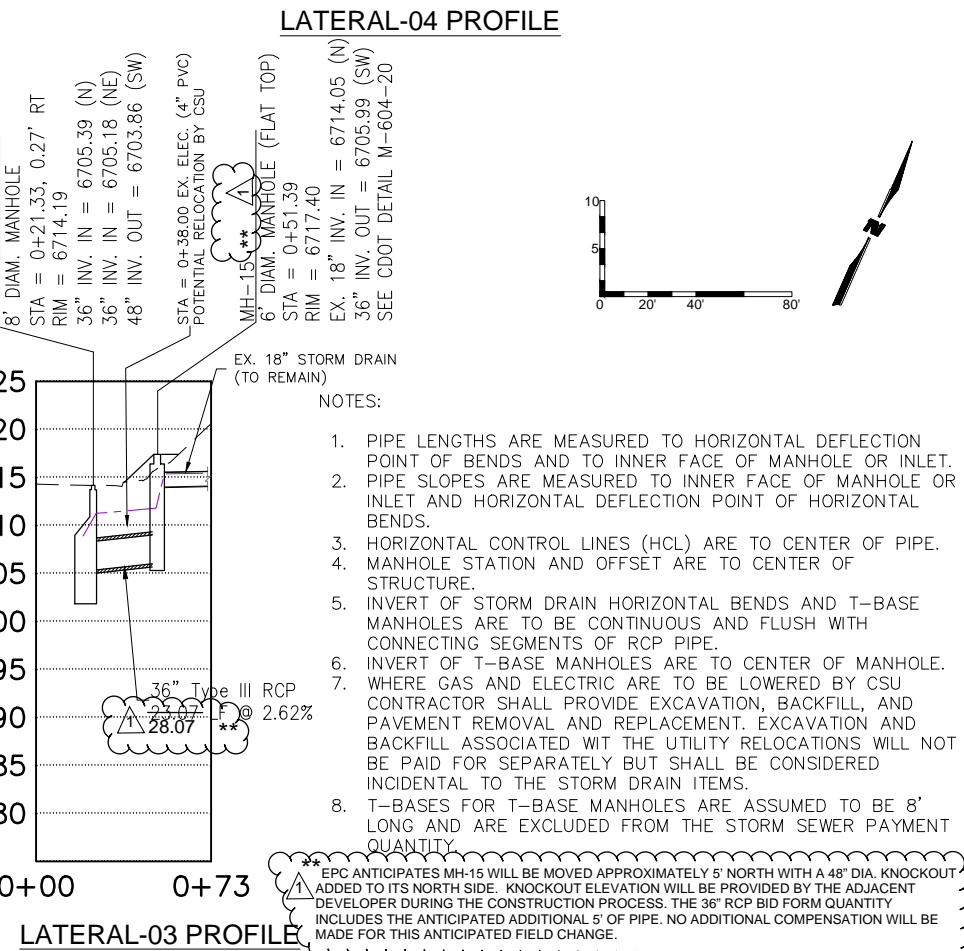 LATERAL-04 PROFILE
8' DIAM. MANHOLE
STA = 0+21.33, 0.27' RT
RIM = 6714.19
36" INV. IN = 6705.39 (N)
36" INV. IN = 6705.18 (NE)
48" INV. OUT = 6703.86 (SW)
STA = 0+38.00 EX. ELEC. (4" PVC)
POTENTIAL RELOCATION BY CSU
1
**
MH-15
6' DIAM. MANHOLE (FLAT TOP)
STA = 0+51.39
RIM = 6717.40
EX. 18" INV. IN = 6714.05 (N)
36" INV. OUT = 6705.99 (SW)
SEE CDOT DETAIL M-604-20
10
5
0
0 20' 40' 80'
N
EX. 18" STORM DRAIN
(TO REMAIN)
25
20
15
10
05
00
95
90
85
80
36" Type III RCP
23.07 LF @ 2.62%
1 28.07 **
0+00 0+73
LATERAL-03 PROFILE
NOTES:
1. PIPE LENGTHS ARE MEASURED TO HORIZONTAL DEFLECTION
POINT OF BENDS AND TO INNER FACE OF MANHOLE OR INLET.
2. PIPE SLOPES ARE MEASURED TO INNER FACE OF MANHOLE OR
INLET AND HORIZONTAL DEFLECTION POINT OF HORIZONTAL
BENDS.
3. HORIZONTAL CONTROL LINES (HCL) ARE TO CENTER OF PIPE.
4. MANHOLE STATION AND OFFSET ARE TO CENTER OF
STRUCTURE.
5. INVERT OF STORM DRAIN HORIZONTAL BENDS AND T-BASE
MANHOLES ARE TO BE CONTINUOUS AND FLUSH WITH
CONNECTING SEGMENTS OF RCP PIPE.
6. INVERT OF T-BASE MANHOLES ARE TO CENTER OF MANHOLE.
7. WHERE GAS AND ELECTRIC ARE TO BE LOWERED BY CSU
CONTRACTOR SHALL PROVIDE EXCAVATION, BACKFILL, AND
PAVEMENT REMOVAL AND REPLACEMENT. EXCAVATION AND
BACKFILL ASSOCIATED WIT THE UTILITY RELOCATIONS WILL NOT
BE PAID FOR SEPARATELY BUT SHALL BE CONSIDERED
INCIDENTAL TO THE STORM DRAIN ITEMS.
8. T-BASES FOR T-BASE MANHOLES ARE ASSUMED TO BE 8'
LONG AND ARE EXCLUDED FROM THE STORM SEWER PAYMENT
QUANTITY.
**
1
EPC ANTICIPATES MH-15 WILL BE MOVED APPROXIMATELY 5' NORTH WITH A 48" DIA. KNOCKOUT
ADDED TO ITS NORTH SIDE. KNOCKOUT ELEVATION WILL BE PROVIDED BY THE ADJACENT
DEVELOPER DURING THE CONSTRUCTION PROCESS. THE 36" RCP BID FORM QUANTITY
INCLUDES THE ANTICIPATED ADDITIONAL 5' OF PIPE. NO ADDITIONAL COMPENSATION WILL BE
MADE FOR THIS ANTICIPATED FIELD CHANGE.